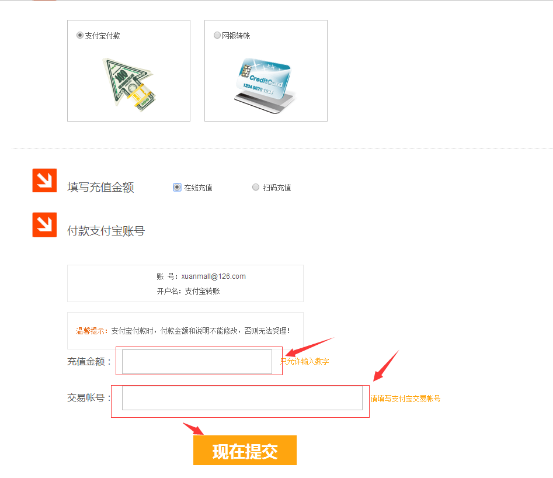 支付宝付款
网银转帐
CreditCard
填写充值金额
在线充值
扫码充值
付款支付宝账号
账 号：xuanmall@126.com
开户名：支付宝转账
温馨提示：支付宝付款时，付款金额和说明不能修改，否则无法到帐！
充值金额：
只允许输入数字
交易帐号：
请填写支付宝交易帐号
现在提交